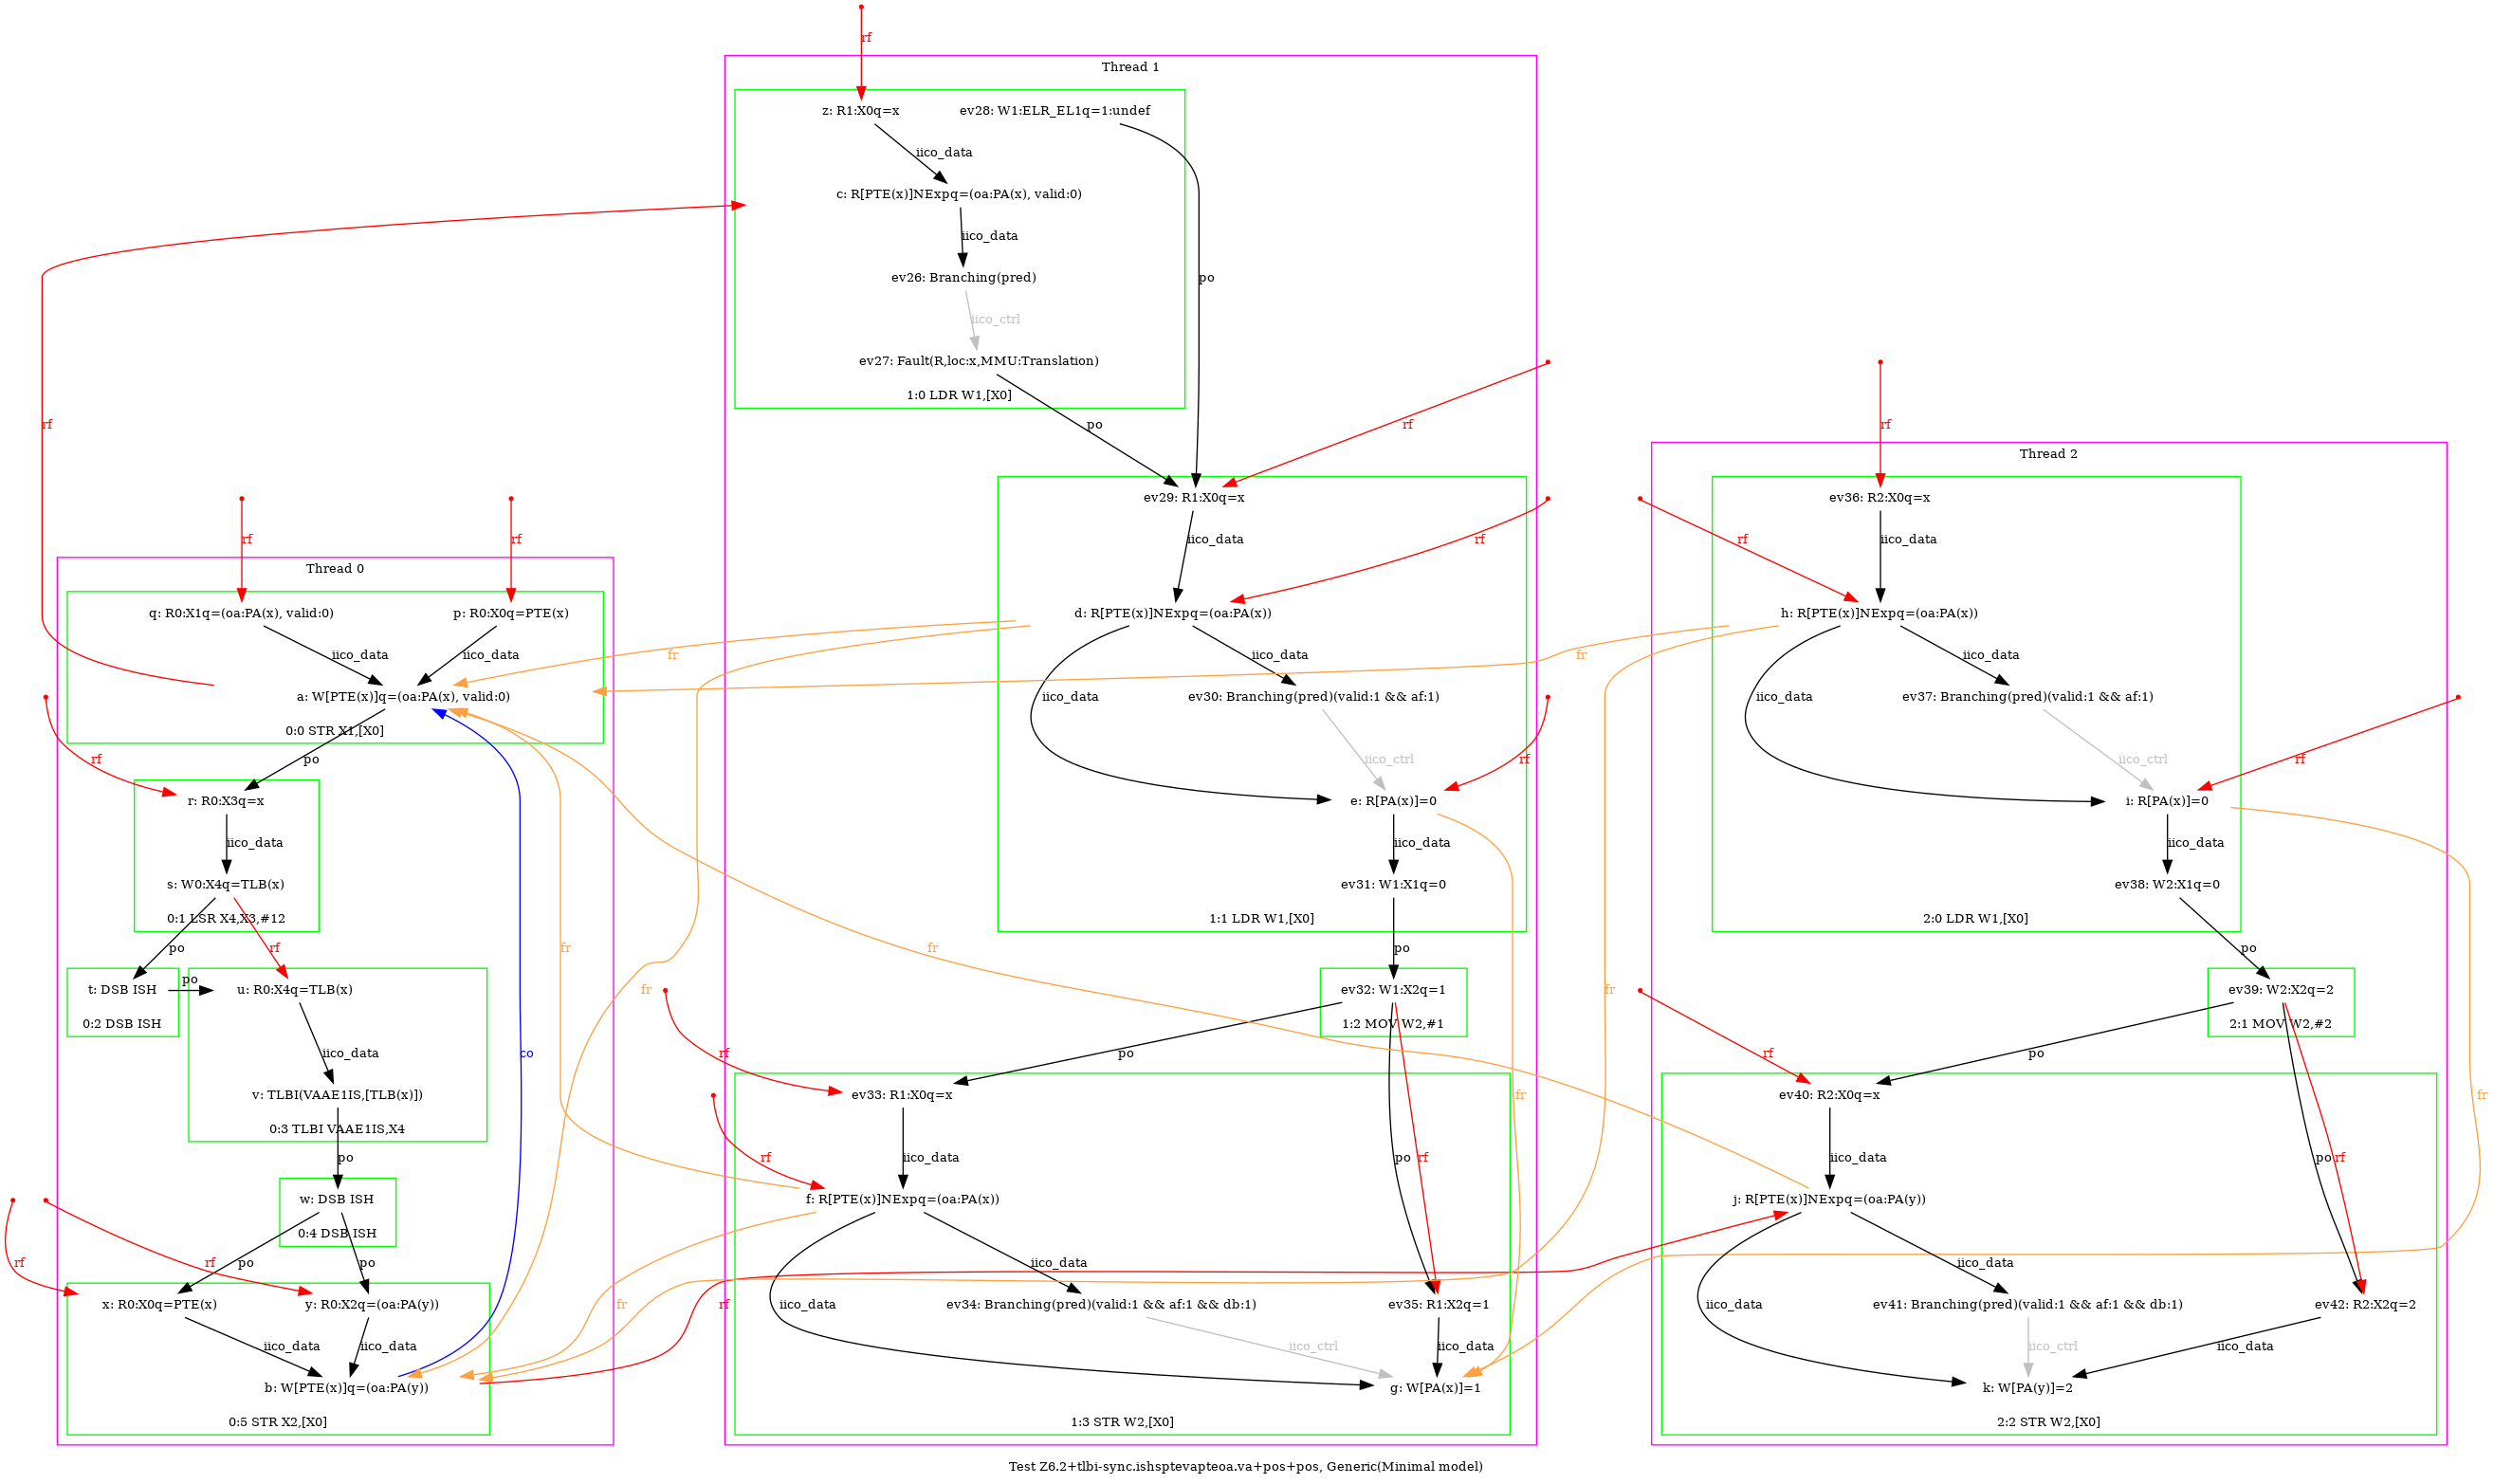 rf
Thread 1
z: R1:X0q=x
ev28: W1:ELR_EL1q=1:undef
iico_data
c: R[PTE(x)]NExpq=(oa:PA(x), valid:0)
iico_data
po
ev26: Branching(pred)
iico_ctrl
ev27: Fault(R,loc:x,MMU:Translation)
1:0 LDR W1,[X0]
po
rf
ev29: R1:X0q=x
iico_data
rf
d: R[PTE(x)]NExpq=(oa:PA(x))
iico_data
iico_data
ev30: Branching(pred)(valid:1 && af:1)
iico_ctrl
rf
e: R[PA(x)]=0
iico_data
ev31: W1:X1q=0
1:1 LDR W1,[X0]
po
ev32: W1:X2q=1
1:2 MOV W2,#1
po
rf
ev33: R1:X0q=x
iico_data
po
rf
rf
f: R[PTE(x)]NExpq=(oa:PA(x))
iico_data
iico_data
ev34: Branching(pred)(valid:1 && af:1 && db:1)
ev35: R1:X2q=1
iico_ctrl
iico_data
g: W[PA(x)]=1
1:3 STR W2,[X0]
rf
rf
rf
Thread 0
q: R0:X1q=(oa:PA(x), valid:0)
p: R0:X0q=PTE(x)
iico_data
iico_data
a: W[PTE(x)]q=(oa:PA(x), valid:0)
0:0 STR X1,[X0]
po
rf
r: R0:X3q=x
iico_data
s: W0:X4q=TLB(x)
0:1 LSR X4,X3,#12
po
rf
t: DSB ISH
0:2 DSB ISH
po
u: R0:X4q=TLB(x)
iico_data
v: TLBI(VAAE1IS,[TLB(x)])
0:3 TLBI VAAE1IS,X4
po
w: DSB ISH
0:4 DSB ISH
rf
rf
po
po
x: R0:X0q=PTE(x)
y: R0:X2q=(oa:PA(y))
iico_data
iico_data
b: W[PTE(x)]q=(oa:PA(y))
0:5 STR X2,[X0]
co
fr
fr
fr
fr
fr
fr
fr
fr
fr
rf
rf
Thread 2
ev36: R2:X0q=x
iico_data
rf
h: R[PTE(x)]NExpq=(oa:PA(x))
iico_data
iico_data
ev37: Branching(pred)(valid:1 && af:1)
iico_ctrl
rf
i: R[PA(x)]=0
iico_data
ev38: W2:X1q=0
2:0 LDR W1,[X0]
po
ev39: W2:X2q=2
2:1 MOV W2,#2
po
rf
ev40: R2:X0q=x
iico_data
po
rf
j: R[PTE(x)]NExpq=(oa:PA(y))
iico_data
iico_data
ev41: Branching(pred)(valid:1 && af:1 && db:1)
ev42: R2:X2q=2
iico_ctrl
iico_data
k: W[PA(y)]=2
2:2 STR W2,[X0]
Test Z6.2+tlbi-sync.ishsptevapteoa.va+pos+pos, Generic(Minimal model)